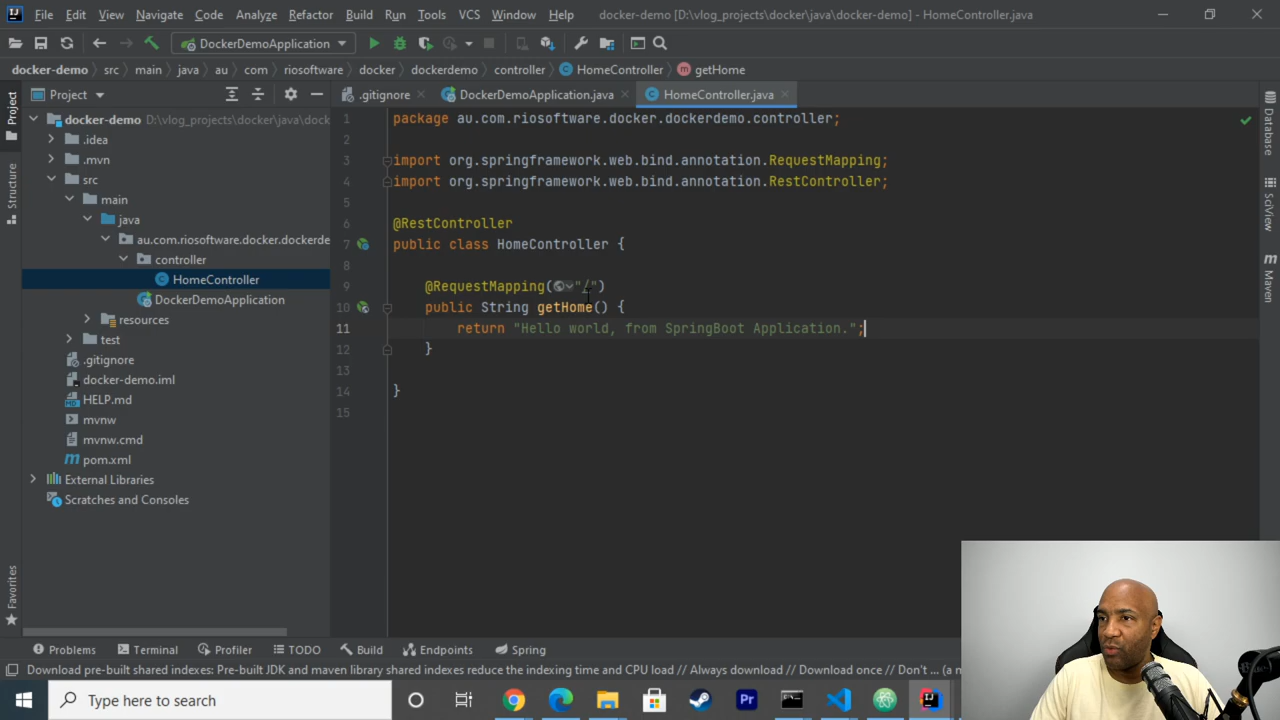 File Edit View Navigate Code Analyze Refactor Build Run Tools VCS Window Help docker-demo [D:\vlog_projects\docker\java\docker-demo] - HomeController.java
DockerDemoApplication
docker-demo src main java au com riosoftware docker dockerdemo controller HomeController getHome
Project
.gitignore DockerDemoApplication.java HomeController.java
Project
Structure
Favorites
docker-demo D:\vlog_projects\docker\java\dock
.idea
.mvn
src
main
java
au.com.riosoftware.docker.dockerde
controller
HomeController
DockerDemoApplication
resources
test
.gitignore
docker-demo.iml
HELP.md
mvnw
mvnw.cmd
pom.xml
External Libraries
Scratches and Consoles
1 package au.com.riosoftware.docker.dockerdemo.controller;
2
3 import org.springframework.web.bind.annotation.RequestMapping;
4 import org.springframework.web.bind.annotation.RestController;
5
6 @RestController
7 public class HomeController {
8
9 @RequestMapping("/")
10 public String getHome() {
11 return "Hello world, from SpringBoot Application.";
12 }
13
14 }
15
Database
SciView
Maven
Problems Terminal Profiler TODO Build Endpoints Spring
Download pre-built shared indexes: Pre-built JDK and maven library shared indexes reduce the indexing time and CPU load // Always download // Download once // Don't ... (a m
Type here to search
Pr